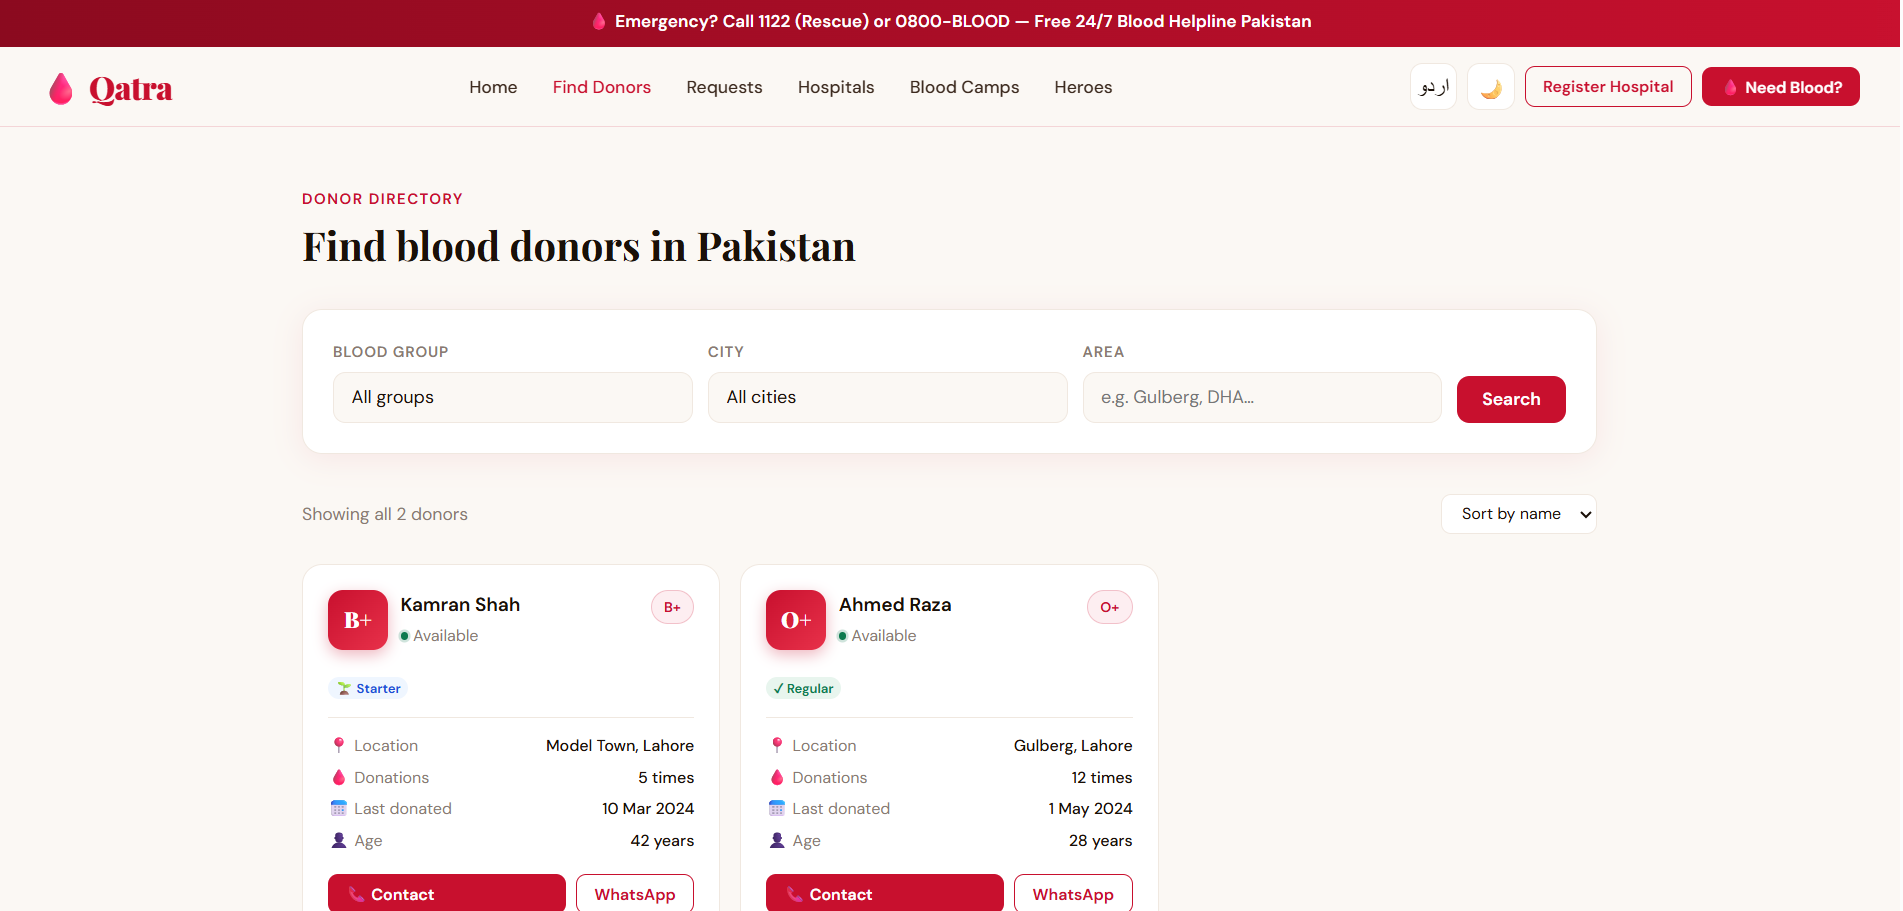 Emergency? Call 1122 (Rescue) or 0800-BLOOD — Free 24/7 Blood Helpline Pakistan
Qatra
Home
Find Donors
Requests
Hospitals
Blood Camps
Heroes
اردو
Register Hospital
Need Blood?
DONOR DIRECTORY
Find blood donors in Pakistan
BLOOD GROUP
All groups
CITY
All cities
AREA
e.g. Gulberg, DHA...
Search
Showing all 2 donors
Sort by name
B+
Kamran Shah
Available
B+
Starter
Location Model Town, Lahore
Donations 5 times
Last donated 10 Mar 2024
Age 42 years
Contact
WhatsApp
O+
Ahmed Raza
Available
O+
✓ Regular
Location Gulberg, Lahore
Donations 12 times
Last donated 1 May 2024
Age 28 years
Contact
WhatsApp